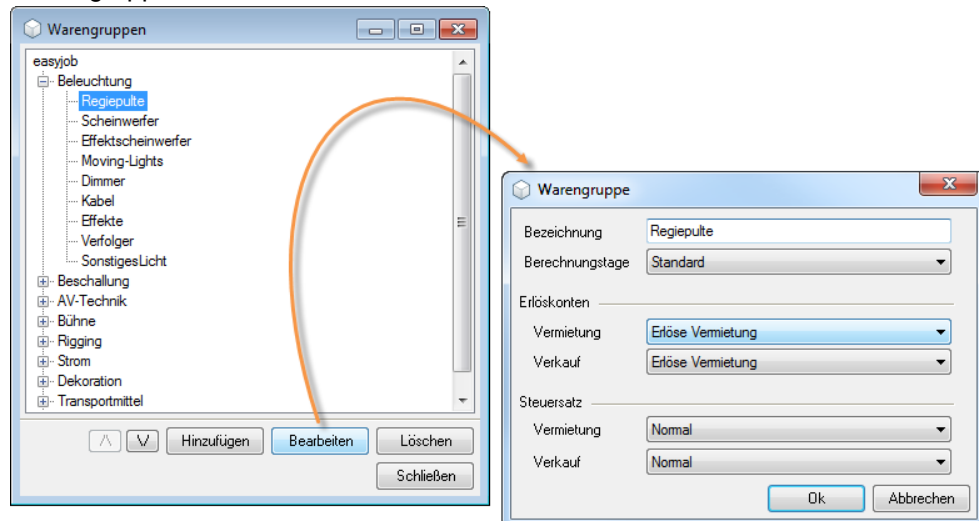 Warengruppen
easyjob
Beleuchtung
Regiepulte
Scheinwerfer
Effektscheinwerfer
Moving-Lights
Dimmer
Kabel
Effekte
Verfolger
SonstigesLicht
Beschallung
AV-Technik
Bühne
Rigging
Strom
Dekoration
Transportmittel
Hinzufügen Bearbeiten Löschen
Schließen
Warengruppe
Bezeichnung Regiepulte
Berechnungstage Standard
Erlöskonten
Vermietung Erlöse Vermietung
Verkauf Erlöse Vermietung
Steuersatz
Vermietung Normal
Verkauf Normal
Ok Abbrechen